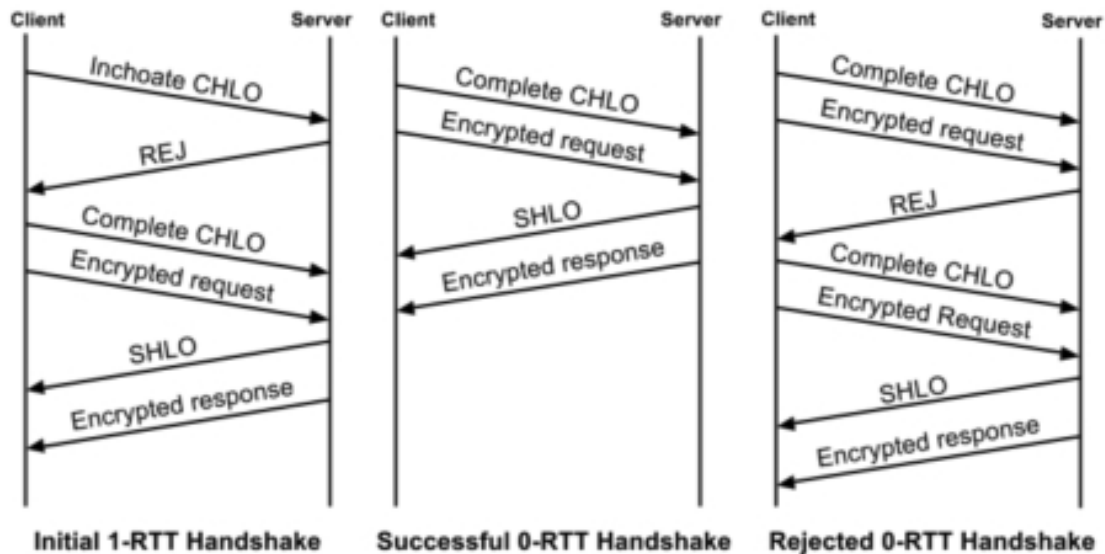 Client
Server
Inchoate CHLO
REJ
Complete CHLO
Encrypted request
SHLO
Encrypted response
Initial 1-RTT Handshake
Client
Server
Complete CHLO
Encrypted request
SHLO
Encrypted response
Successful 0-RTT Handshake
Client
Server
Complete CHLO
Encrypted request
REJ
Complete CHLO
Encrypted Request
SHLO
Encrypted response
Rejected 0-RTT Handshake